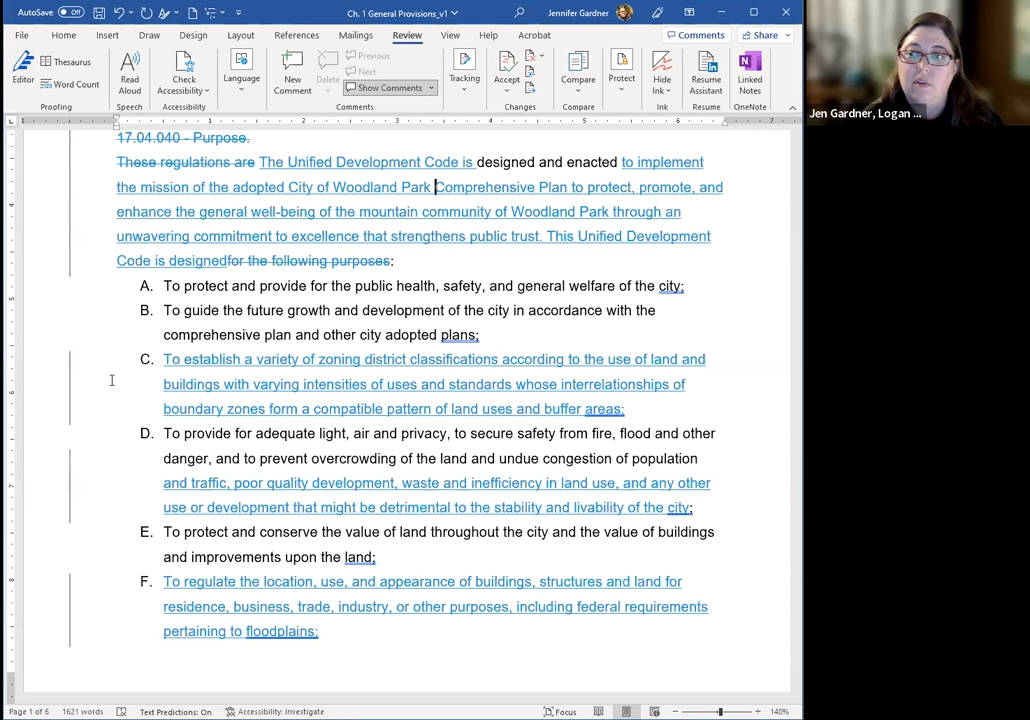 AutoSave Off Ch. 1 General Provisions_v1 Jennifer Gardner
File Home Insert Draw Design Layout References Mailings Review View Help Acrobat Comments Share
Editor Thesaurus Word Count Read Aloud Check Accessibility Language New Comment Delete Previous Next Show Comments Tracking Accept Compare Protect Hide Ink Resume Assistant Linked Notes
Proofing Speech Accessibility Comments Changes Compare Ink Resume OneNote
1 1 2 3 4 5 6 7
17.04.040 - Purpose.
These regulations are The Unified Development Code is designed and enacted to implement
the mission of the adopted City of Woodland Park Comprehensive Plan to protect, promote, and
enhance the general well-being of the mountain community of Woodland Park through an
unwavering commitment to excellence that strengthens public trust. This Unified Development
Code is designedfor the following purposes:
A. To protect and provide for the public health, safety, and general welfare of the city;
B. To guide the future growth and development of the city in accordance with the
comprehensive plan and other city adopted plans;
C. To establish a variety of zoning district classifications according to the use of land and
buildings with varying intensities of uses and standards whose interrelationships of
boundary zones form a compatible pattern of land uses and buffer areas;
D. To provide for adequate light, air and privacy, to secure safety from fire, flood and other
danger, and to prevent overcrowding of the land and undue congestion of population
and traffic, poor quality development, waste and inefficiency in land use, and any other
use or development that might be detrimental to the stability and livability of the city;
E. To protect and conserve the value of land throughout the city and the value of buildings
and improvements upon the land;
F. To regulate the location, use, and appearance of buildings, structures and land for
residence, business, trade, industry, or other purposes, including federal requirements
pertaining to floodplains;
Page 1 of 6 1621 words Text Predictions: On Accessibility: Investigate Focus 140%
Jen Gardner, Logan ...